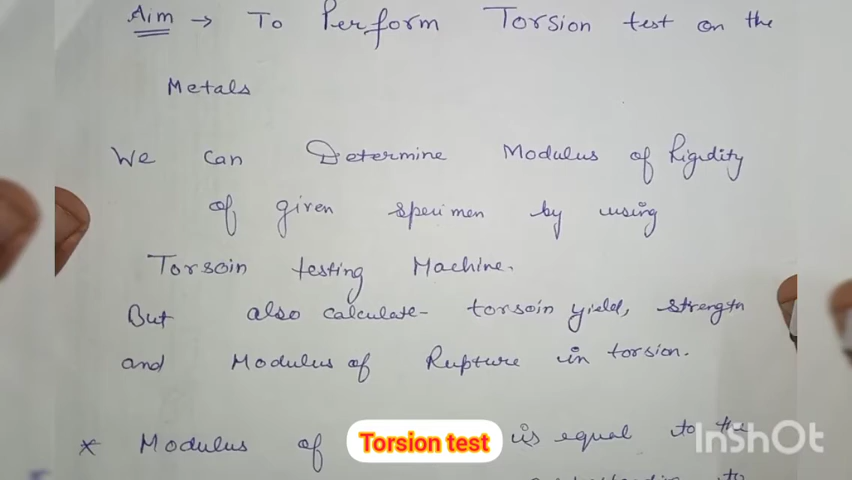 Aim → To Perform Torsion test on the
Metals
We can Determine Modulus of Rigidity
of given specimen by using
Torsoin testing Machine.
But also calculate- torsoin yield, strength
and Modulus of Rupture in torsion.
* Modulus of Torsion test is equal to the
InShOt
to